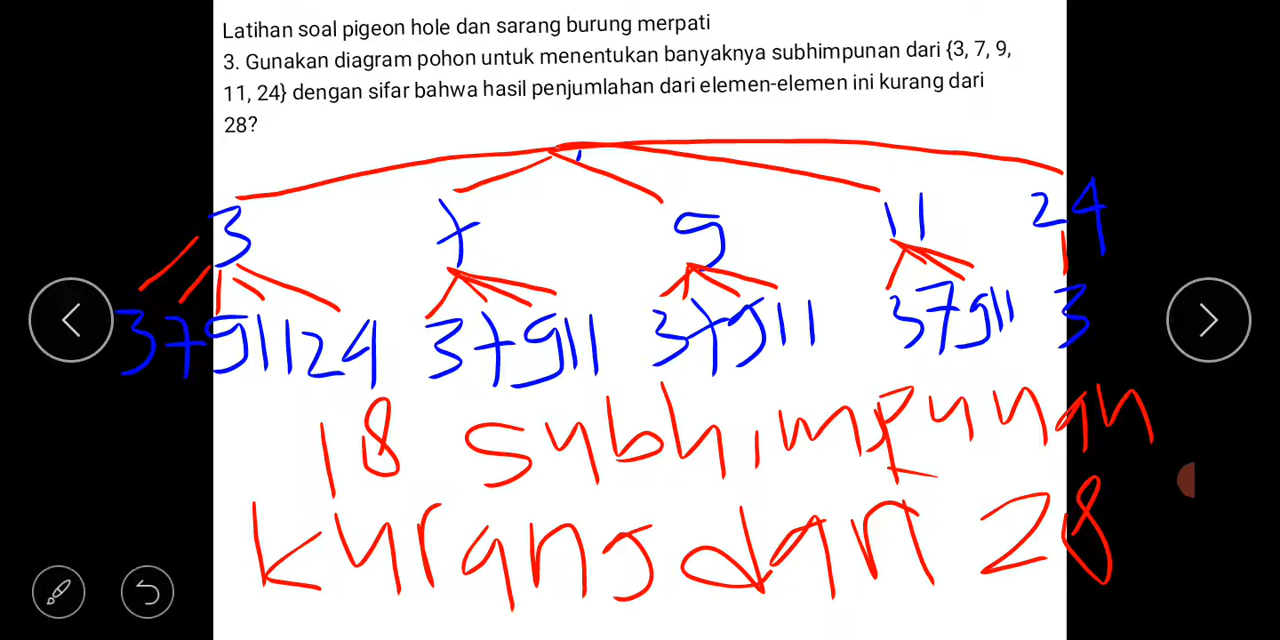 Latihan soal pigeon hole dan sarang burung merpati
3. Gunakan diagram pohon untuk menentukan banyaknya subhimpunan dari {3, 7, 9,
11, 24} dengan sifar bahwa hasil penjumlahan dari elemen-elemen ini kurang dari
28?
3 7 9 11 24
3 7 9 11 24 3 7 9 11 3 7 9 11 3 7 9 11 3
18 subhimpunan
kurang dari 28